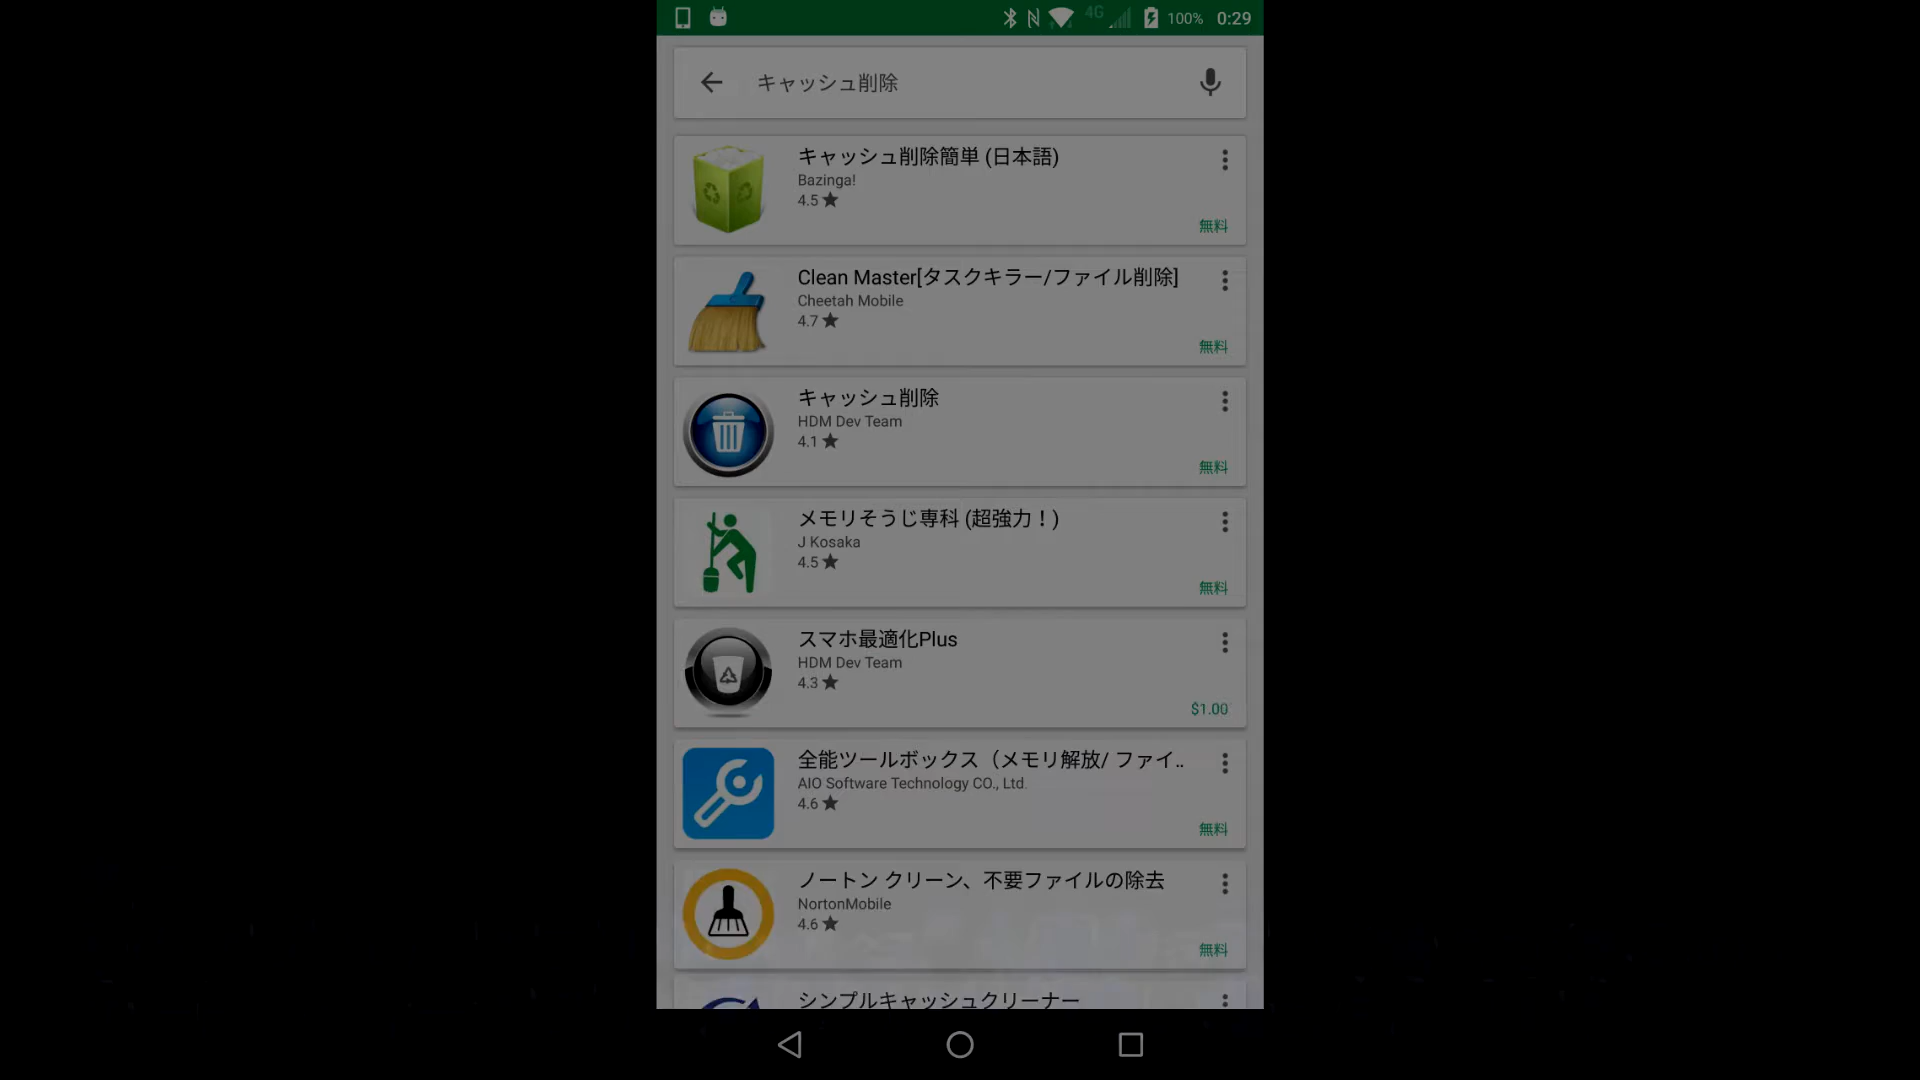 4G 100% 0:29
キャッシュ削除
キャッシュ削除簡単 (日本語)
Bazinga!
4.5
無料
Clean Master[タスクキラー/ファイル削除]
Cheetah Mobile
4.7
無料
キャッシュ削除
HDM Dev Team
4.1
無料
メモリそうじ専科 (超強力！)
J Kosaka
4.5
無料
スマホ最適化Plus
HDM Dev Team
4.3
$1.00
全能ツールボックス（メモリ解放/ ファイ..
AIO Software Technology CO., Ltd.
4.6
無料
ノートン クリーン、不要ファイルの除去
NortonMobile
4.6
無料
シンプルキャッシュクリーナー